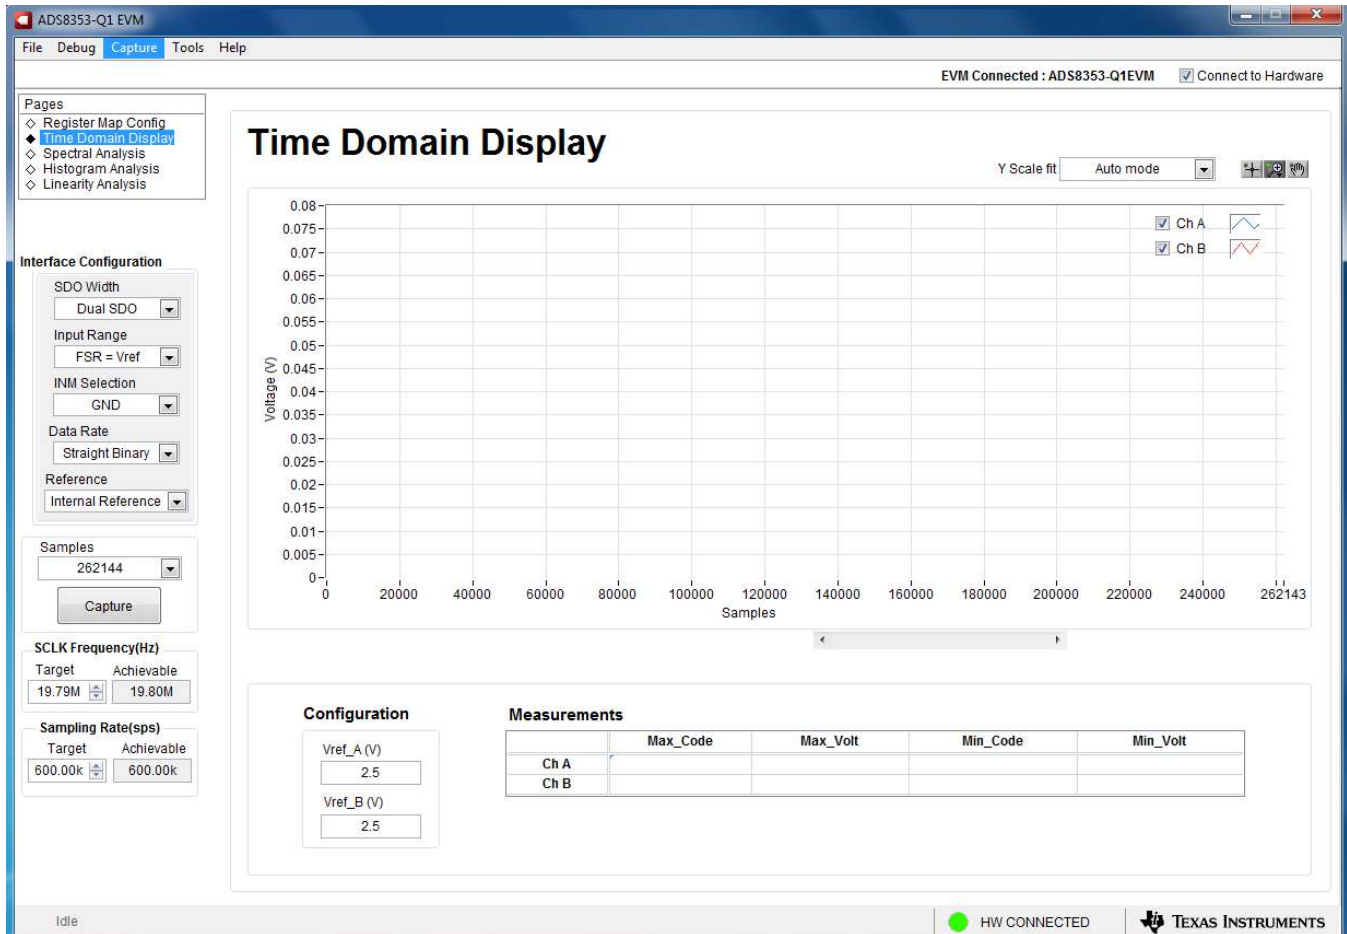 ADS8353-Q1 EVM
File Debug Capture Tools Help
EVM Connected : ADS8353-Q1EVM Connect to Hardware
Pages
Register Map Config
Time Domain Display
Spectral Analysis
Histogram Analysis
Linearity Analysis
Interface Configuration
SDO Width
Dual SDO
Input Range
FSR = Vref
INM Selection
GND
Data Rate
Straight Binary
Reference
Internal Reference
Samples
262144
Capture
SCLK Frequency(Hz)
Target Achievable
19.79M 19.80M
Sampling Rate(sps)
Target Achievable
600.00k 600.00k
Time Domain Display
Y Scale fit Auto mode
Ch A
Ch B
Voltage (V)
0.08
0.075
0.07
0.065
0.06
0.055
0.05
0.045
0.04
0.035
0.03
0.025
0.02
0.015
0.01
0.005
0
0 20000 40000 60000 80000 100000 120000 140000 160000 180000 200000 220000 240000 262143
Samples
Configuration
Vref_A (V)
2.5
Vref_B (V)
2.5
Measurements
Max_Code Max_Volt Min_Code Min_Volt
Ch A
Ch B
Idle
HW CONNECTED
TEXAS INSTRUMENTS